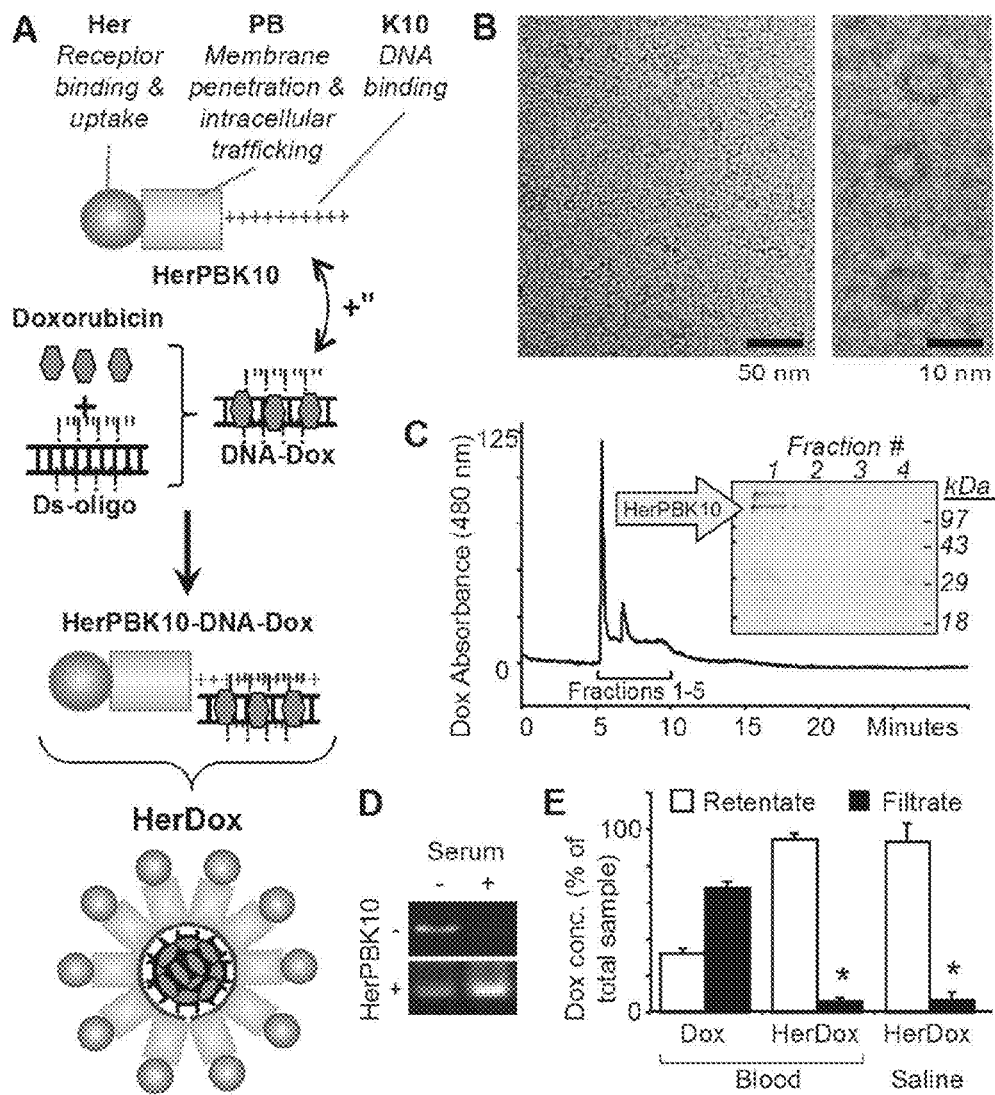 A
Her
Receptor
binding &
uptake
PB
Membrane
penetration &
intracellular
trafficking
K10
DNA
binding
++++++++++
HerPBK10
+"
Doxorubicin
+
Ds-oligo
DNA-Dox
HerPBK10-DNA-Dox
HerDox
B
50 nm
10 nm
C
Dox Absorbance (480 nm)
125
0
Fraction #
1 2 3 4
kDa
HerPBK10
- 97
- 43
- 29
- 18
Fractions 1-5
0 5 10 15 20 Minutes
D
Serum
- +
HerPBK10
-
+
E
Retentate Filtrate
Dox conc. (% of
total sample)
100
0
* *
Dox HerDox HerDox
Blood Saline